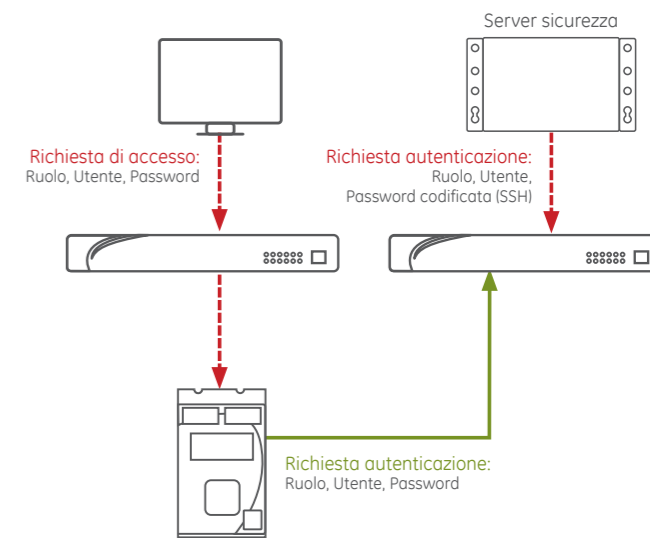 Server sicurezza
Richiesta di accesso:
Ruolo, Utente, Password
Richiesta autenticazione:
Ruolo, Utente,
Password codificata (SSH)
Richiesta autenticazione:
Ruolo, Utente, Password